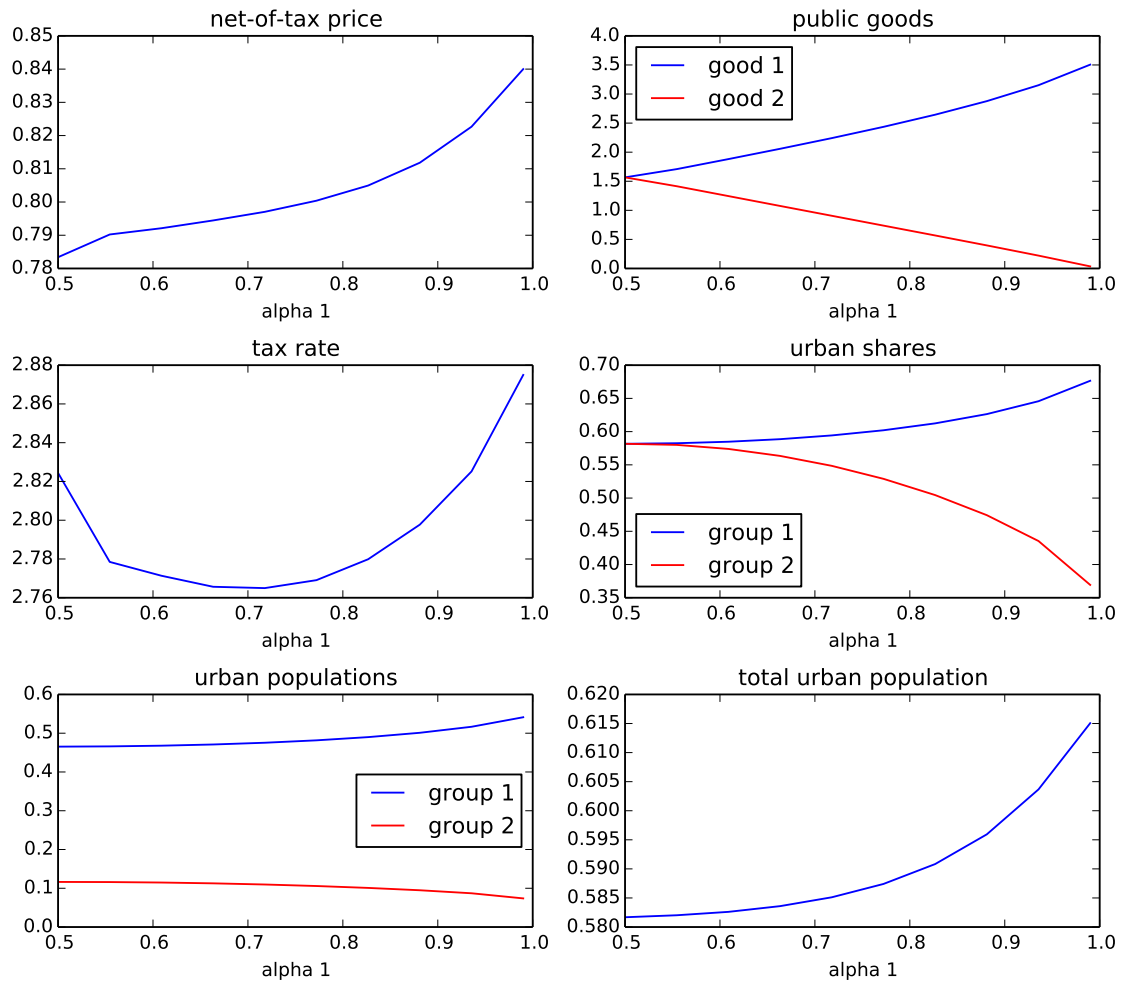 net-of-tax price
0.85
0.84
0.83
0.82
0.81
0.80
0.79
0.78
0.5 0.6 0.7 0.8 0.9 1.0
alpha 1
public goods
4.0
3.5
3.0
2.5
2.0
1.5
1.0
0.5
0.0
good 1
good 2
0.5 0.6 0.7 0.8 0.9 1.0
alpha 1
tax rate
2.88
2.86
2.84
2.82
2.80
2.78
2.76
0.5 0.6 0.7 0.8 0.9 1.0
alpha 1
urban shares
0.70
0.65
0.60
0.55
0.50
0.45
0.40
0.35
group 1
group 2
0.5 0.6 0.7 0.8 0.9 1.0
alpha 1
urban populations
0.6
0.5
0.4
0.3
0.2
0.1
0.0
group 1
group 2
0.5 0.6 0.7 0.8 0.9 1.0
alpha 1
total urban population
0.620
0.615
0.610
0.605
0.600
0.595
0.590
0.585
0.580
0.5 0.6 0.7 0.8 0.9 1.0
alpha 1